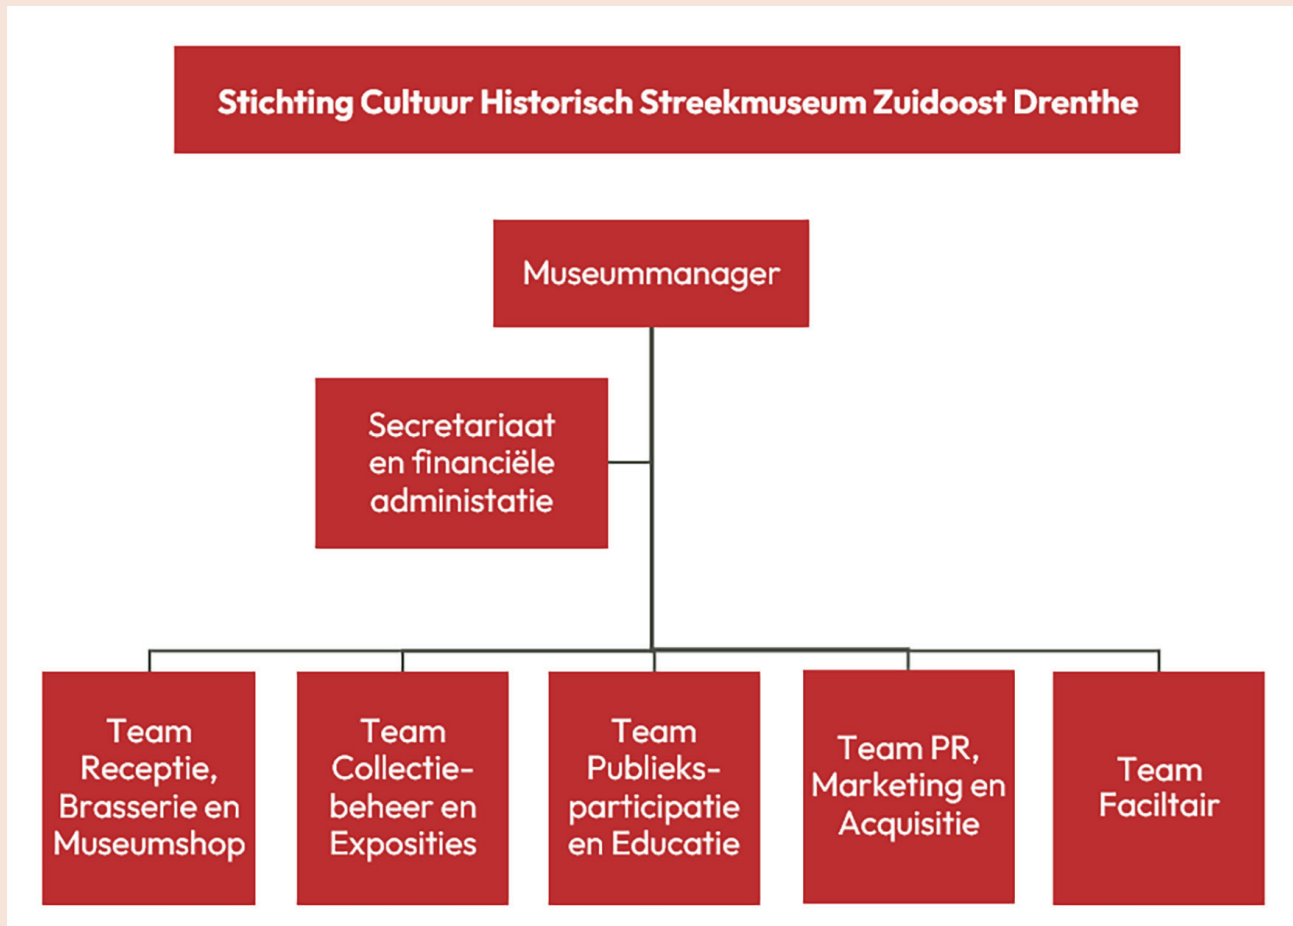 Stichting Cultuur Historisch Streekmuseum Zuidoost Drenthe
Museummanager
Secretariaat
en financiële
administatie
Team
Receptie,
Brasserie en
Museumshop
Team
Collectie-
beheer en
Exposities
Team
Publieks-
participatie
en Educatie
Team PR,
Marketing en
Acquisitie
Team
Faciltair